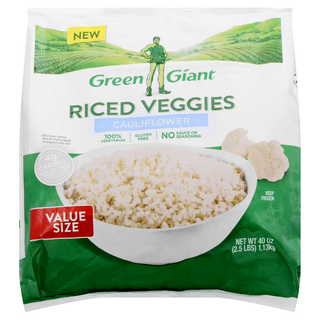 NEW
Green Giant
RICED VEGGIES
CAULIFLOWER
100% VEGETABLES
GLUTEN FREE
NO SAUCE OR SEASONING
VALUE SIZE
KEEP FROZEN
NET WT 40 OZ
(2.5 LBS) 1.13kg